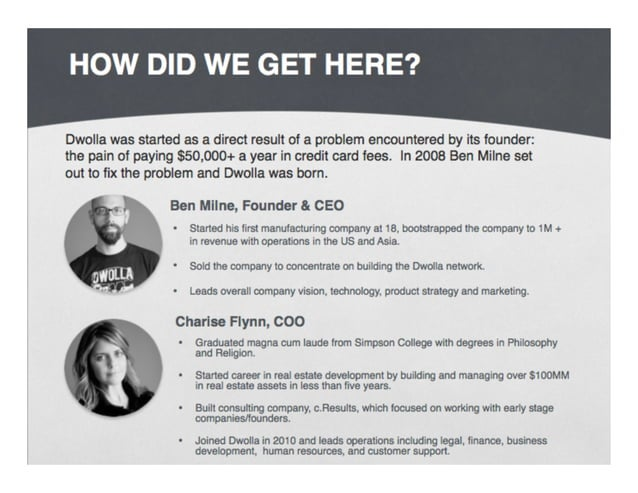 HOW DID WE GET HERE?
Dwolla was started as a direct result of a problem encountered by its founder:
the pain of paying $50,000+ a year in credit card fees.  In 2008 Ben Milne set
out to fix the problem and Dwolla was born.
Ben Milne, Founder & CEO
• Started his first manufacturing company at 18, bootstrapped the company to 1M +
in revenue with operations in the US and Asia.
• Sold the company to concentrate on building the Dwolla network.
• Leads overall company vision, technology, product strategy and marketing.
DWOLLA
Charise Flynn, COO
• Graduated magna cum laude from Simpson College with degrees in Philosophy
and Religion.
• Started career in real estate development by building and managing over $100MM
in real estate assets in less than five years.
• Built consulting company, c.Results, which focused on working with early stage
companies/founders.
• Joined Dwolla in 2010 and leads operations including legal, finance, business
development,  human resources, and customer support.